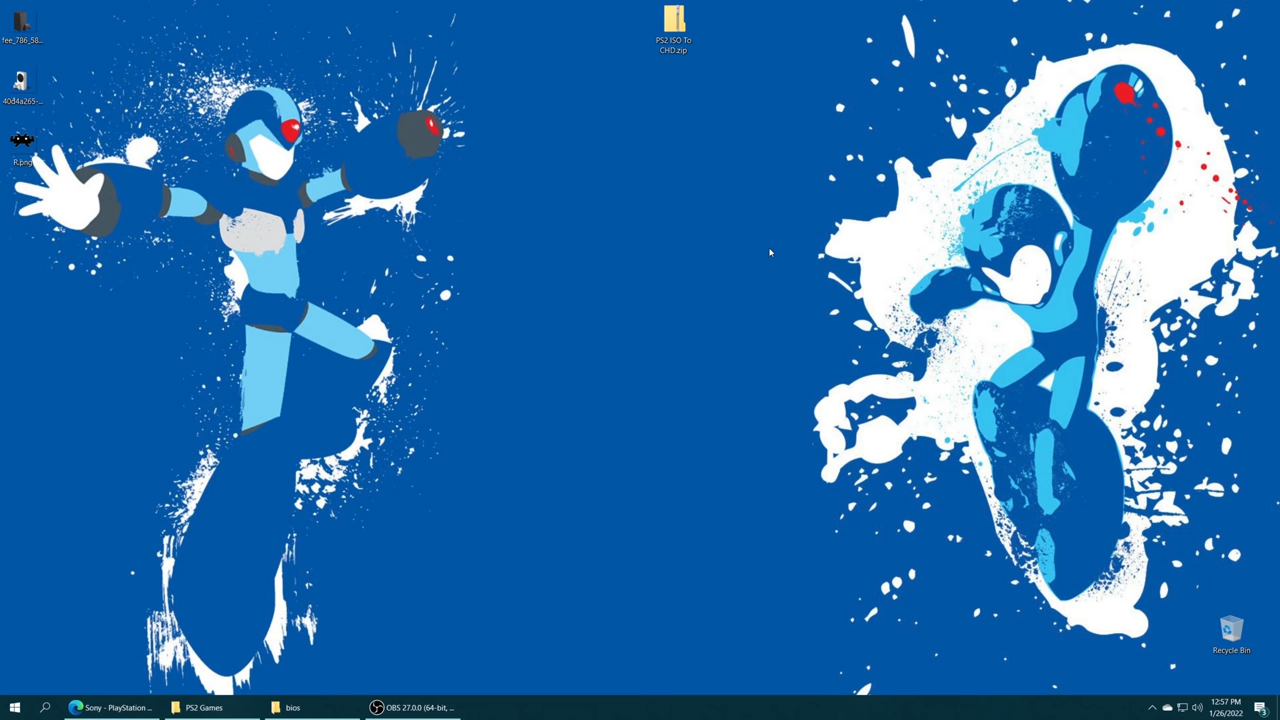 fee_786_58...
PS2 ISO To
CHD.zip
40d4a265-...
R.png
Recycle Bin
Sony - PlayStation ...
PS2 Games
bios
OBS 27.0.0 (64-bit, ...
12:57 PM
1/26/2022
3